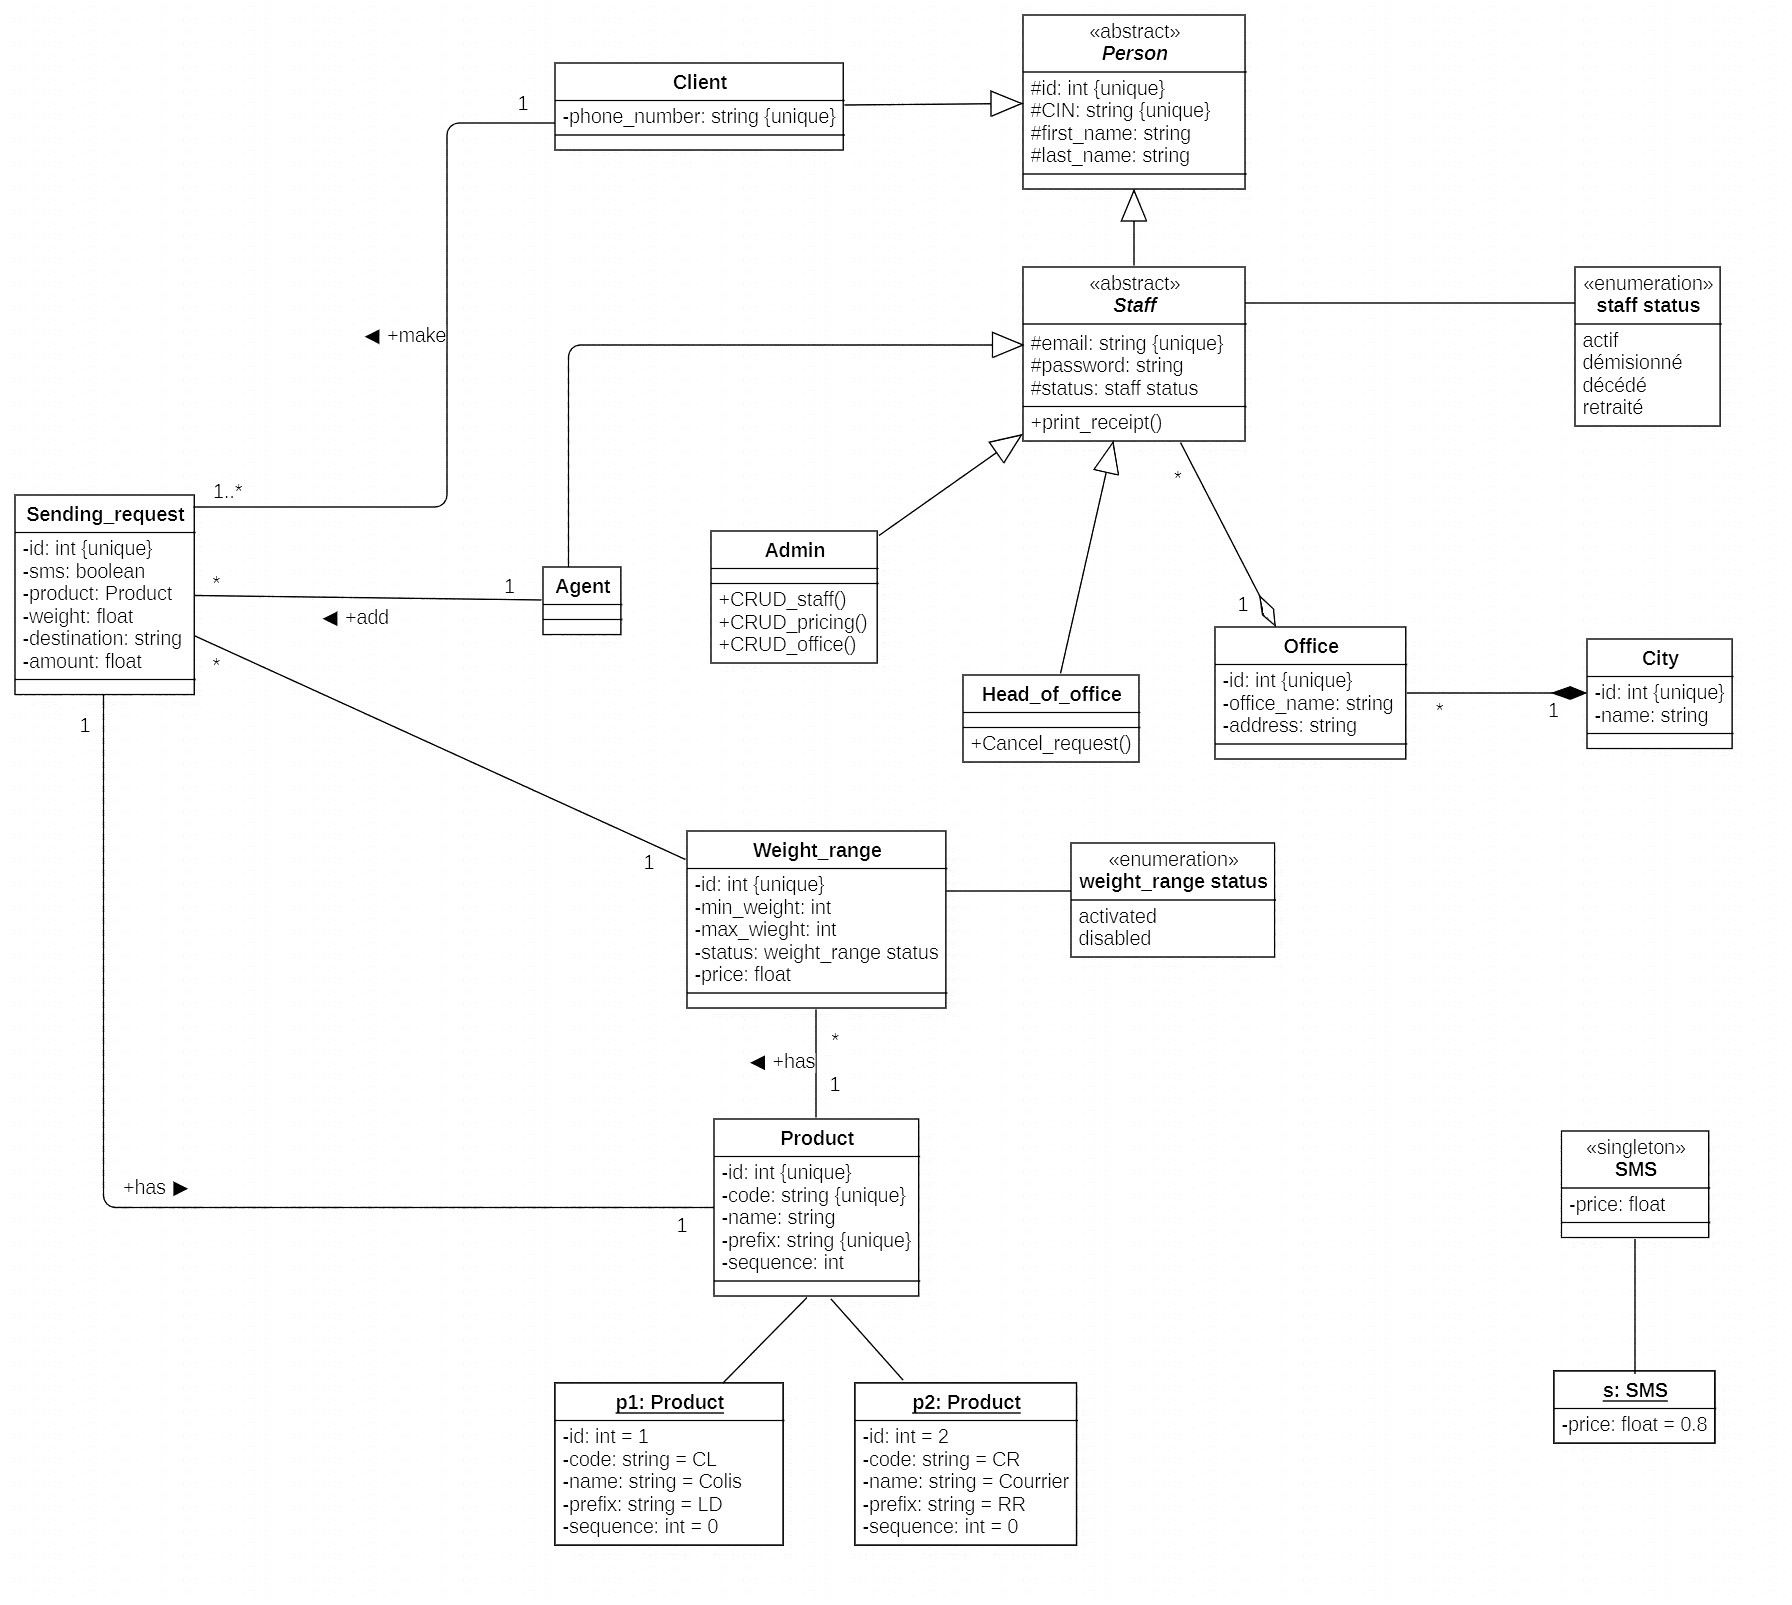 «abstract»
Person
#id: int {unique}
#CIN: string {unique}
#first_name: string
#last_name: string
Client
-phone_number: string {unique}
1
◄ +make
1..*
«abstract»
Staff
#email: string {unique}
#password: string
#status: staff status
+print_receipt()
«enumeration»
staff status
actif
démisionné
décédé
retraité
Sending_request
-id: int {unique}
-sms: boolean
-product: Product
-weight: float
-destination: string
-amount: float
*
1
◄ +add
*
1
Agent
Admin
+CRUD_staff()
+CRUD_pricing()
+CRUD_office()
Head_of_office
+Cancel_request()
*
1
Office
-id: int {unique}
-office_name: string
-address: string
*
1
City
-id: int {unique}
-name: string
1
Weight_range
-id: int {unique}
-min_weight: int
-max_wieght: int
-status: weight_range status
-price: float
«enumeration»
weight_range status
activated
disabled
*
◄ +has
1
+has ►
1
Product
-id: int {unique}
-code: string {unique}
-name: string
-prefix: string {unique}
-sequence: int
«singleton»
SMS
-price: float
p1: Product
-id: int = 1
-code: string = CL
-name: string = Colis
-prefix: string = LD
-sequence: int = 0
p2: Product
-id: int = 2
-code: string = CR
-name: string = Courrier
-prefix: string = RR
-sequence: int = 0
s: SMS
-price: float = 0.8